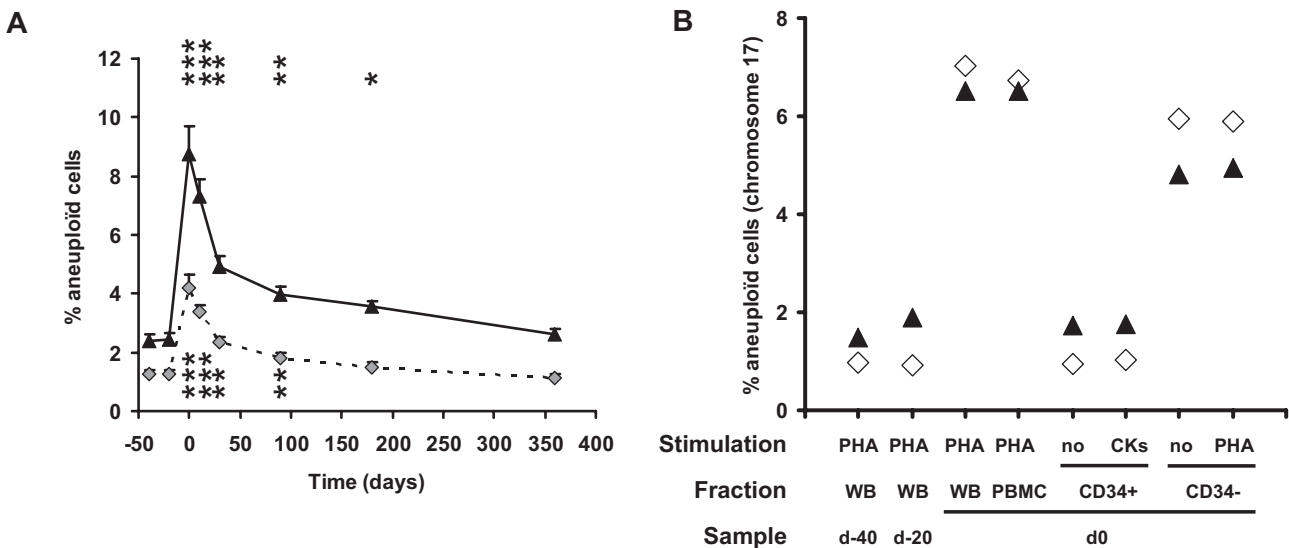 A
% aneuploïd cells
12
10
8
6
4
2
0
-50 0 50 100 150 200 250 300 350 400
Time (days)
*** *** ** ** *
*** *** ** **
B
% aneuploïd cells (chromosome 17)
8
6
4
2
0
Stimulation PHA PHA PHA PHA no CKs no PHA
Fraction WB WB WB PBMC CD34+ CD34-
Sample d-40 d-20 d0